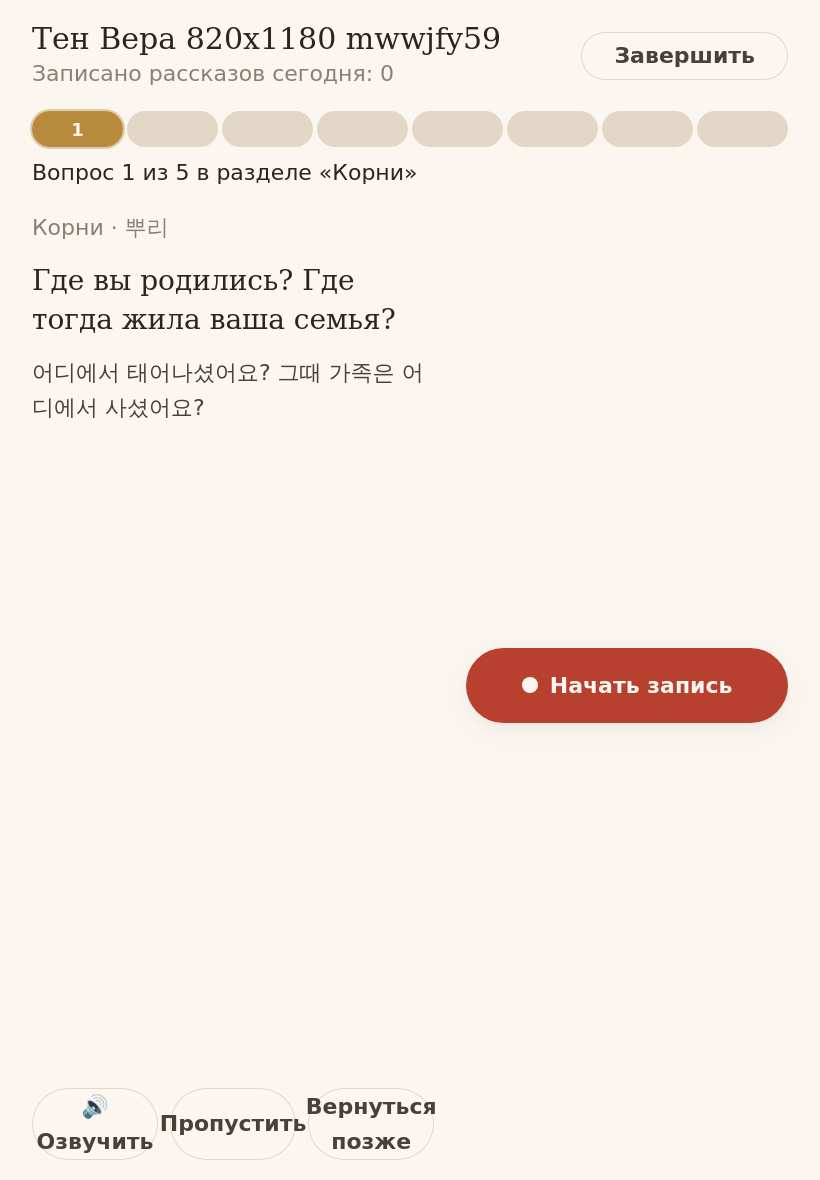 Тен Вера 820x1180 mwwjfy59
Записано рассказов сегодня: 0
Завершить
1
Вопрос 1 из 5 в разделе «Корни»
Корни · 뿌리
Где вы родились? Где
тогда жила ваша семья?
어디에서 태어나셨어요? 그때 가족은 어
디에서 사셨어요?
Начать запись
🔊
Озвучить
Пропустить
Вернуться
позже